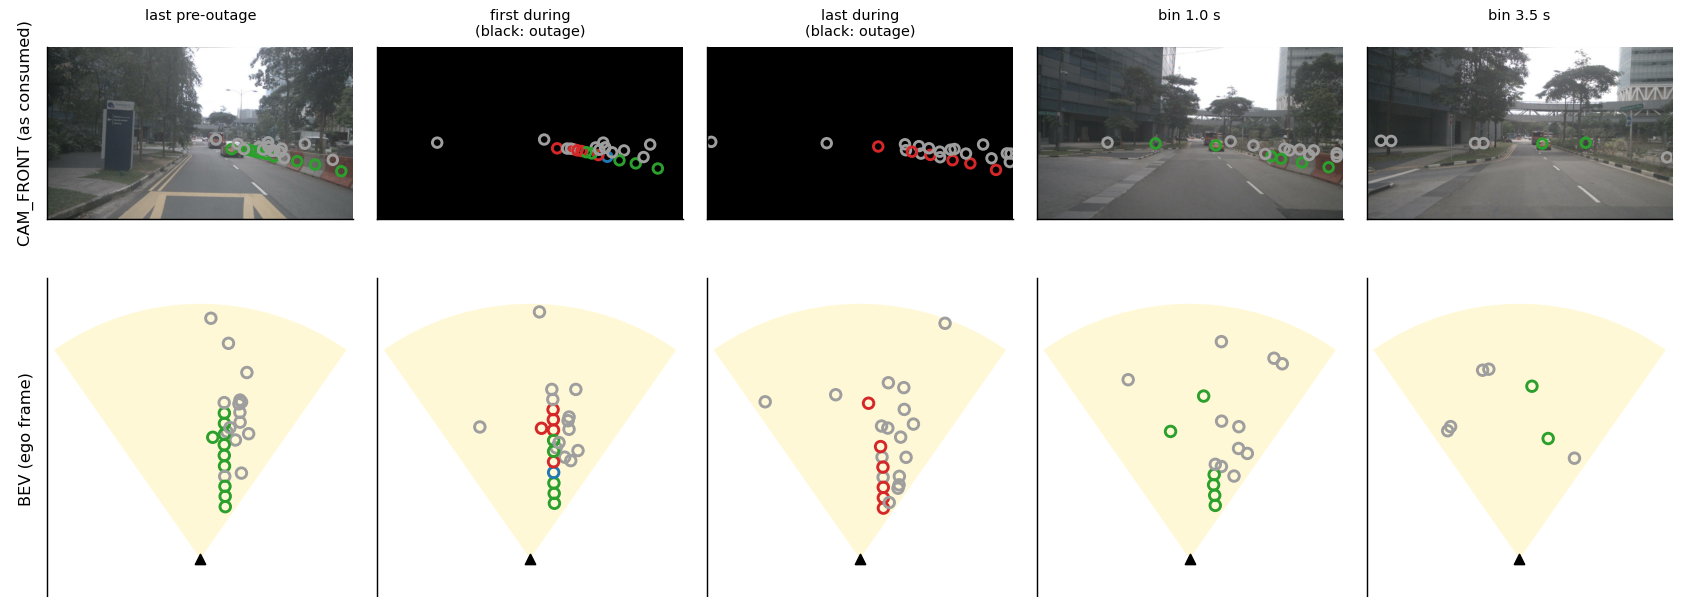 last pre-outage
first during
(black: outage)
last during
(black: outage)
bin 1.0 s
bin 3.5 s
CAM_FRONT (as consumed)
BEV (ego frame)